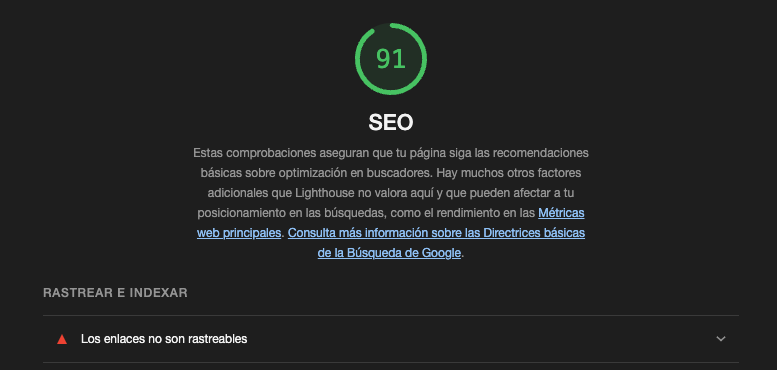 91
SEO
Estas comprobaciones aseguran que tu página siga las recomendaciones
básicas sobre optimización en buscadores. Hay muchos otros factores
adicionales que Lighthouse no valora aquí y que pueden afectar a tu
posicionamiento en las búsquedas, como el rendimiento en las Métricas
web principales. Consulta más información sobre las Directrices básicas
de la Búsqueda de Google.
RASTREAR E INDEXAR
Los enlaces no son rastreables